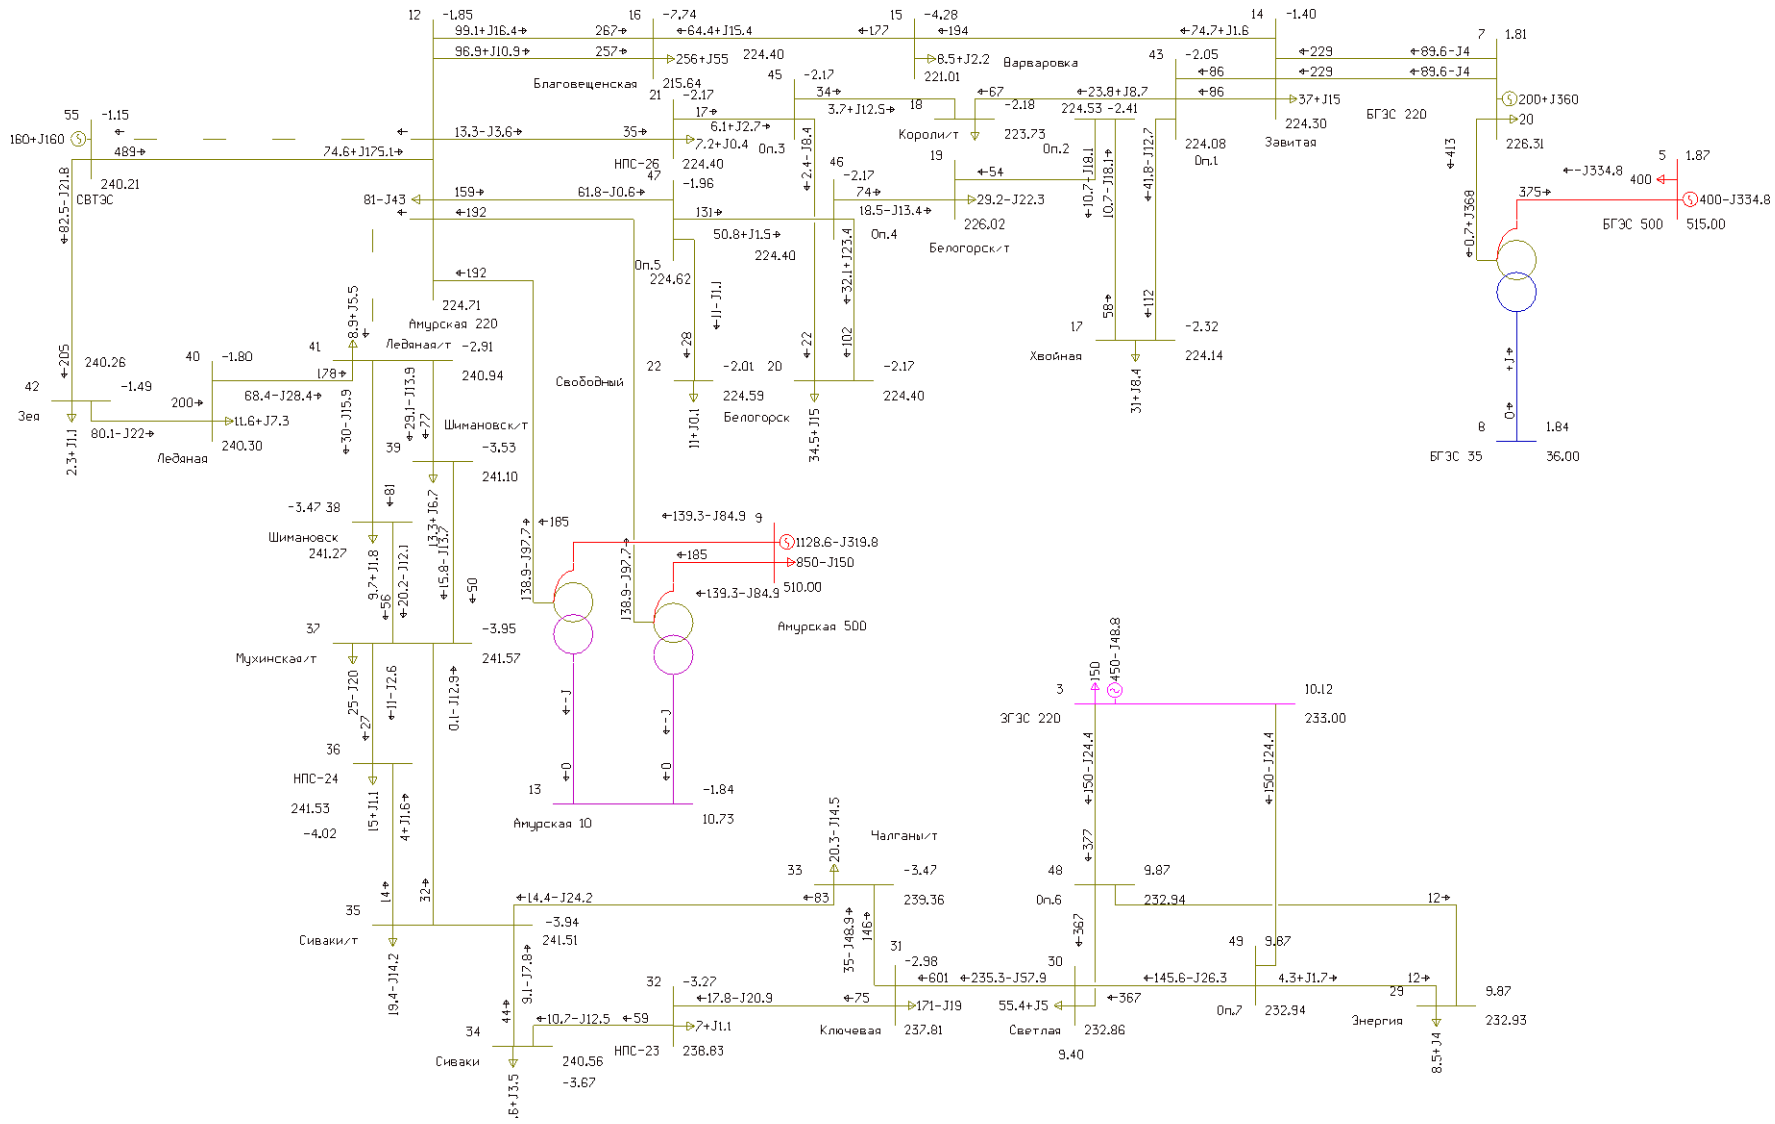 12 -1.85
99.1+J16.4→ 267→
96.9+J10.9→ 257→
16 -7.74
←64.4+J15.4 ←177
256+J55
Благовещенская
215.64
15 -4.28
←194 ←74.7+J1.6
8.5+J2.2
221.01
Варваровка
14 -1.40
←229 ←89.6-J4
←229 ←89.6-J4
37+J15
224.30
Завитая
7 1.81
200+J360
20
БГЭС 220
226.31
←413
←0.7+J368
43 -2.05
←86
←86
224.08
Оп.1
224.40
45 -2.17
34→
3.7+J12.5→
Оп.3
18
←67 ←23.8+J8.7
-2.18
Короли/т
223.73
224.53 -2.41
Оп.2
←10.7-J18.1
10.7-J18.1→
←41.8-J12.7
58→
←112
17 -2.32
Хвойная
224.14
31+J8.4
5 1.87
←-J334.8
400
375→
400-J334.8
БГЭС 500
515.00
+J→
0→
8 1.84
БГЭС 35 36.00
55 -1.15
160+J160
489→ 74.6+J175.1→
СВТЭС
240.21
←82.5-J21.8
←205
13.3-J3.6→ 35→
21 -2.17
17→
6.1+J2.7→
7.2+J0.4
НПС-26
224.40
←2.4-J8.4
←22
81-J43
159→ 61.8-J0.6→
←192
←192
224.71
Амурская 220
47 -1.96
131→
50.8+J1.5→
Оп.5
224.62
←11-J1.1
←28
46 -2.17
74→
18.5-J13.4→
Оп.4
224.40
←32.1+J23.4
←102
19
←54
29.2-J22.3
226.02
Белогорск/т
22 -2.01
224.59
11+J0.1
Белогорск
20 -2.17
224.40
34.5+J15
42 -1.49
240.26
Зея
2.3+J1.1
80.1-J22→
40 -1.80
200→
11.6+J7.3
Ледяная
240.30
178→
68.4-J28.4→
8.9+J5.5
41
Ледяная/т
-2.91
240.94
←30-J15.9
←81
←29.1-J13.9
←77
Свободный
Шимановск/т
39 -3.53
241.10
13.3+J6.7
←15.8-J13.7
←50
-3.47 38
Шимановск
241.27
9.7+J1.8
←56
←20.2-J12.1
37 -3.95
Мухинская/т
241.57
25-J20
←27
←11-J2.6
0.1-J12.9→
32→
36
НПС-24
241.53
-4.02
15+J1.1
4+J1.6→
14→
35 -3.94
Сиваки/т
241.51
19.4-J14.2
9.1-J7.8→
44→
34
Сиваки
240.56
-3.67
←10.7-J12.5 ←59
32 -3.27
←17.8-J20.9 ←75
7+J1.1
НПС-23
238.83
←14.4-J24.2 ←83
33 -3.47
20.3-J14.5
Чалганы/т
239.36
35-J48.9→
146→
31
-2.98
←601 ←235.3-J57.9
171-J19
Ключевая
237.81
30
55.4+J5
←367
Светлая
232.86
9.40
←139.3-J84.9 9
1128.6-J319.8
←185
850-J150
←139.3-J84.9 510.00
Амурская 500
138.9-J97.7→
←185
138.9-J97.7→
←-J
←0
←-J
←0
13 -1.84
Амурская 10 10.73
3 10.12
150
450-J48.8
ЗГЭС 220
233.00
←150-J24.4
←377
←150-J24.4
48 9.87
Оп.6
232.94
12→
←367
49 9.87
←145.6-J26.3
4.3+J1.7→ 12→
Оп.7
232.94
29 9.87
Энергия
232.93
8.5+J4